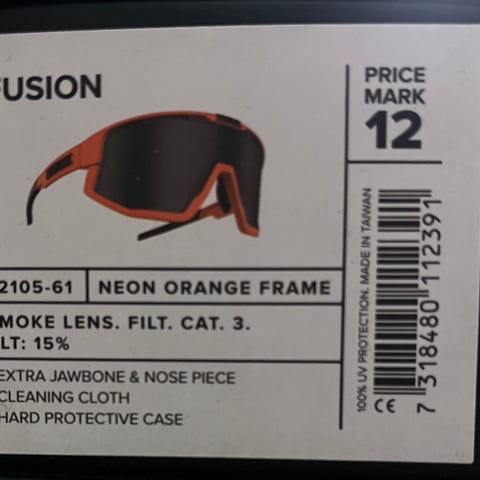 FUSION
PRICE
MARK
12
2105-61
NEON ORANGE FRAME
MOKE LENS. FILT. CAT. 3.
LT: 15%
EXTRA JAWBONE & NOSE PIECE
CLEANING CLOTH
HARD PROTECTIVE CASE
100% UV PROTECTION. MADE IN TAIWAN
CE
7 318480 112391